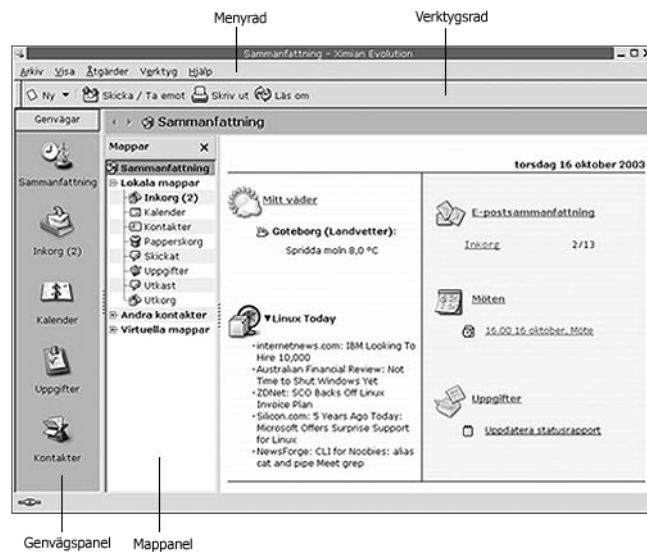 Menyrad
Verktygsrad
Sammanfattning - Ximian Evolution
Arkiv Visa Åtgärder Verktyg Hjälp
Ny Skicka / Ta emot Skriv ut Läs om
Genvägar
Sammanfattning
Sammanfattning
Inkorg (2)
Kalender
Uppgifter
Kontakter
Mappar X
Sammanfattning
Lokala mappar
Inkorg (2)
Kalender
Kontakter
Papperskorg
Skickat
Uppgifter
Utkast
Utkorg
Andra kontakter
Virtuella mappar
torsdag 16 oktober 2003
Mitt väder
Goteborg (Landvetter):
Spridda moln 8,0 ºC
▼Linux Today
•internetnews.com: IBM Looking To
Hire 10,000
•Australian Financial Review: Not
Time to Shut Windows Yet
•ZDNet: SCO Backs Off Linux
Invoice Plan
•Silicon.com: 5 Years Ago Today:
Microsoft Offers Surprise Support
for Linux
•NewsForge: CLI for Noobies: alias
cat and pipe Meet grep
E-postsammanfattning
Inkorg 2/13
Möten
16.00 16 oktober, Möte
Uppgifter
Uppdatera statusrapport
Genvägspanel
Mappanel